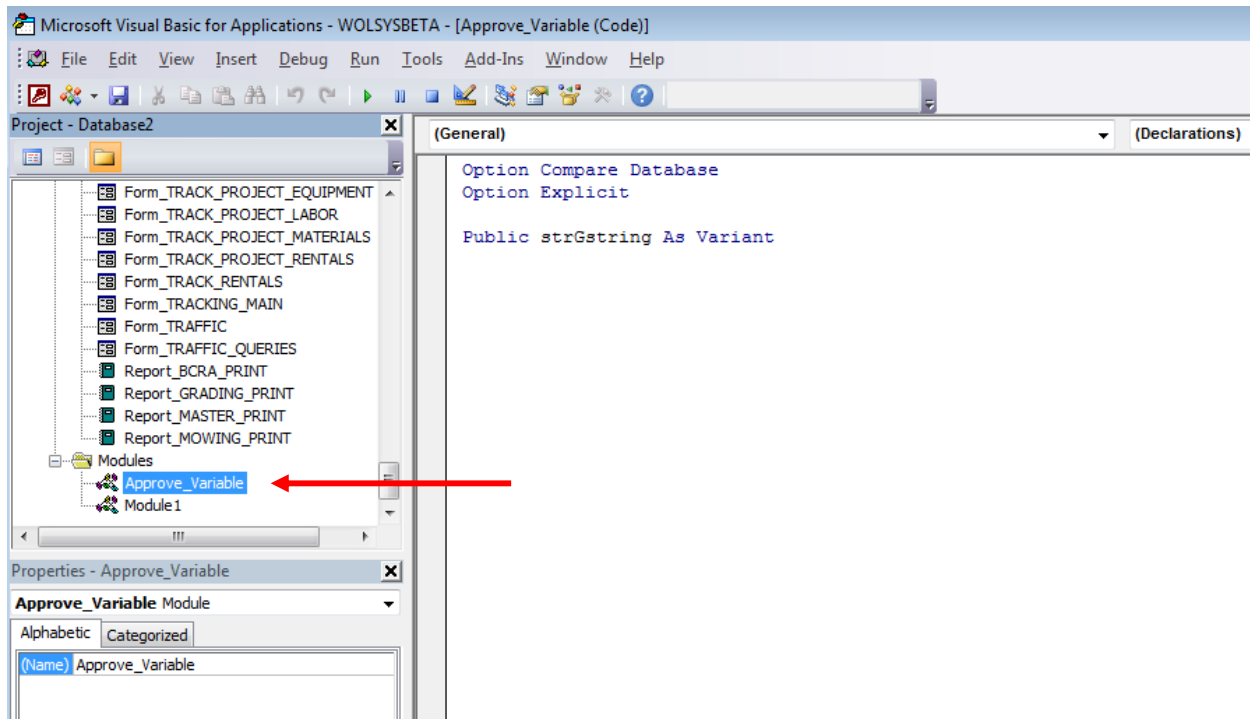 Microsoft Visual Basic for Applications - WOLSYSBETA - [Approve_Variable (Code)]
File Edit View Insert Debug Run Tools Add-Ins Window Help
Project - Database2
Form_TRACK_PROJECT_EQUIPMENT
Form_TRACK_PROJECT_LABOR
Form_TRACK_PROJECT_MATERIALS
Form_TRACK_PROJECT_RENTALS
Form_TRACK_RENTALS
Form_TRACKING_MAIN
Form_TRAFFIC
Form_TRAFFIC_QUERIES
Report_BCRA_PRINT
Report_GRADING_PRINT
Report_MASTER_PRINT
Report_MOWING_PRINT
Modules
Approve_Variable
Module1
Properties - Approve_Variable
Approve_Variable Module
Alphabetic Categorized
(Name) Approve_Variable
(General) (Declarations)
Option Compare Database
Option Explicit
Public strGstring As Variant